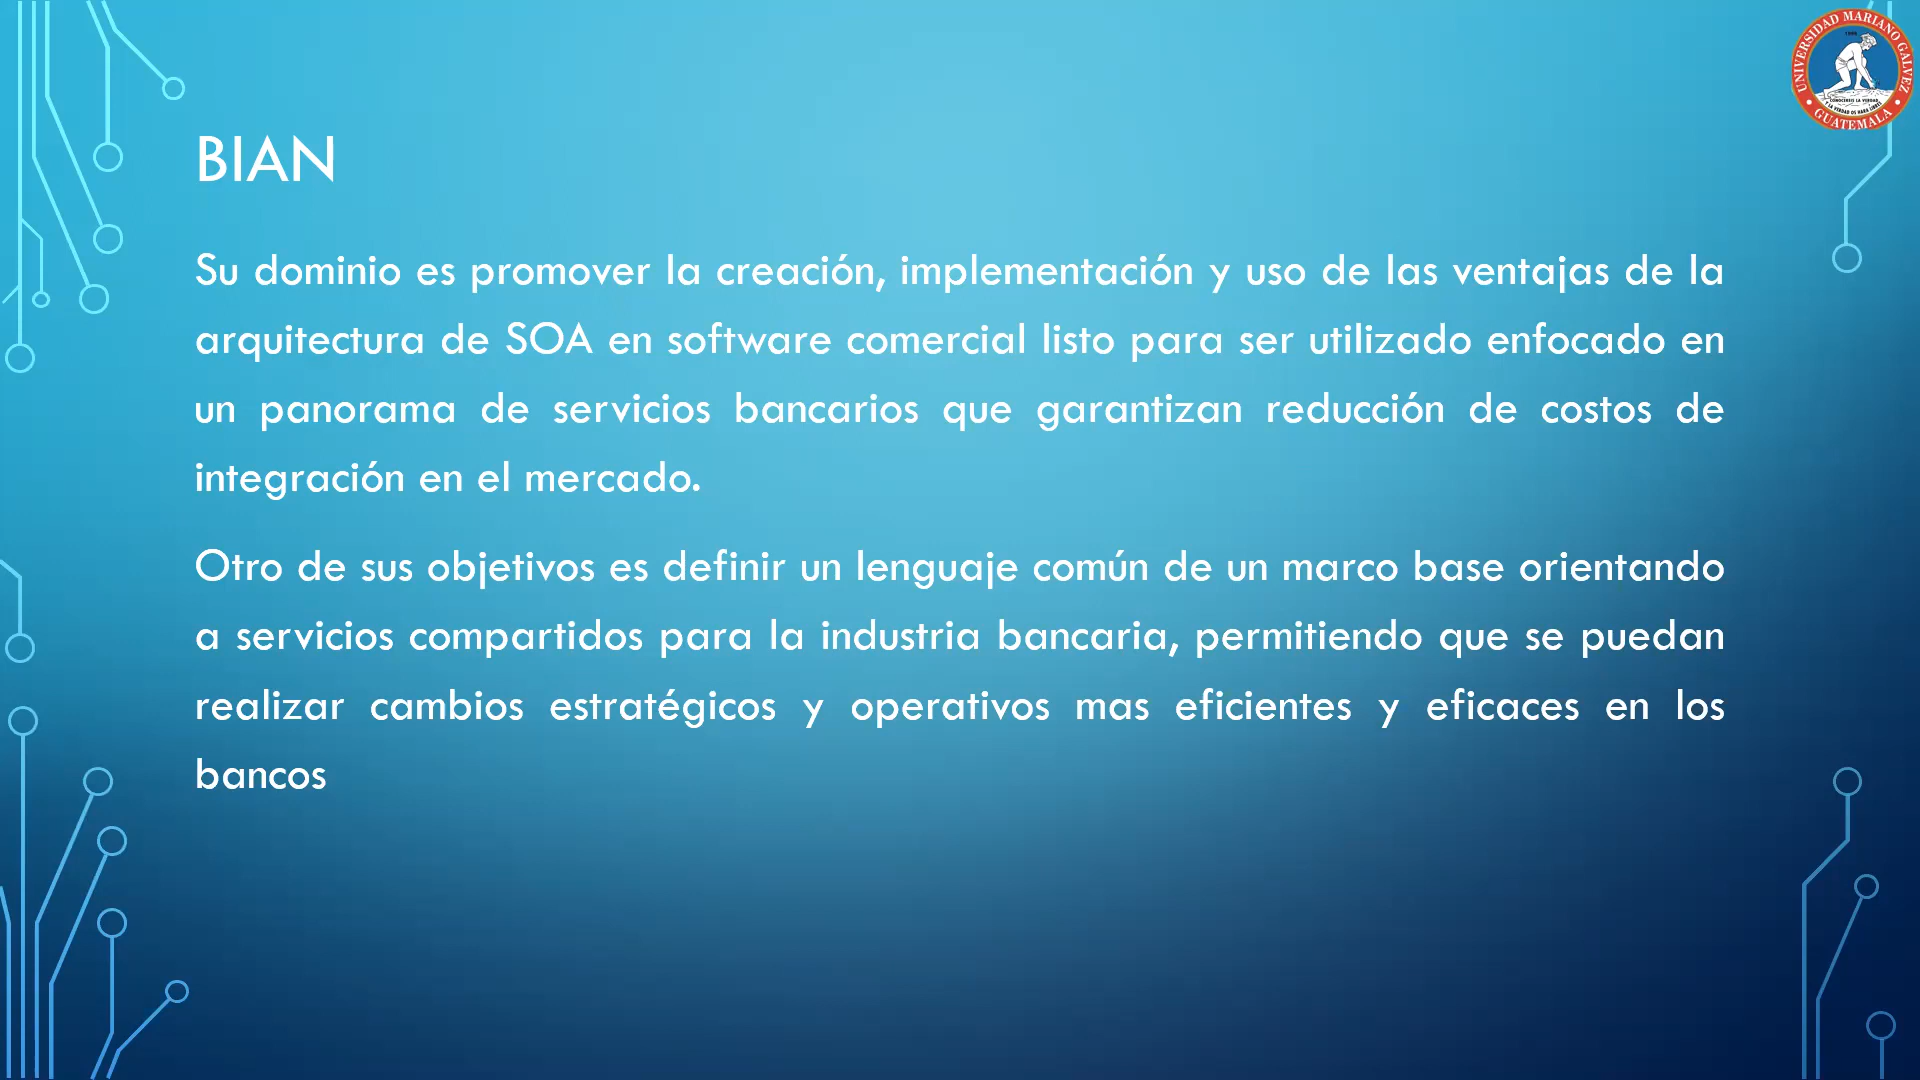 UNIVERSIDAD MARIANO GALVEZ
GUATEMALA
BIAN
Su dominio es promover la creación, implementación y uso de las ventajas de la
arquitectura de SOA en software comercial listo para ser utilizado enfocado en
un panorama de servicios bancarios que garantizan reducción de costos de
integración en el mercado.
Otro de sus objetivos es definir un lenguaje común de un marco base orientando
a servicios compartidos para la industria bancaria, permitiendo que se puedan
realizar cambios estratégicos y operativos mas eficientes y eficaces en los
bancos